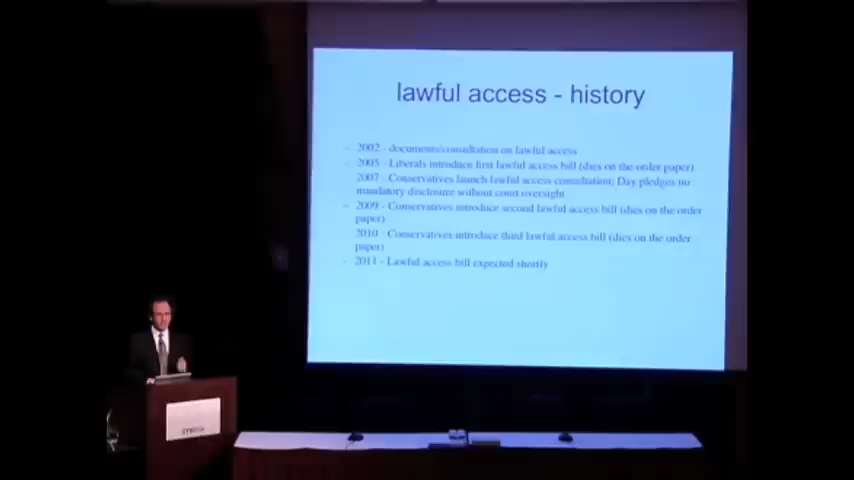 lawful access - history
- 2002 - documents/consultation on lawful access
- 2005 - Liberals introduce first lawful access bill (dies on the order paper)
2007 - Conservatives launch lawful access consultation; Day pledges no
mandatory disclosure without court oversight
- 2009 - Conservatives introduce second lawful access bill (dies on the order
paper)
2010 - Conservatives introduce third lawful access bill (dies on the order
paper)
- 2011 - Lawful access bill expected shortly